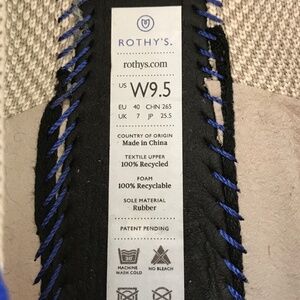 ROTHY'S.
rothys.com
US W9.5
EU 40 CHN 265
UK 7 JP 25.5
COUNTRY OF ORIGIN
Made in China
TEXTILE UPPER
100% Recycled
FOAM
100% Recyclable
SOLE MATERIAL
Rubber
PATENT PENDING
MACHINE WASH COLD
NO BLEACH